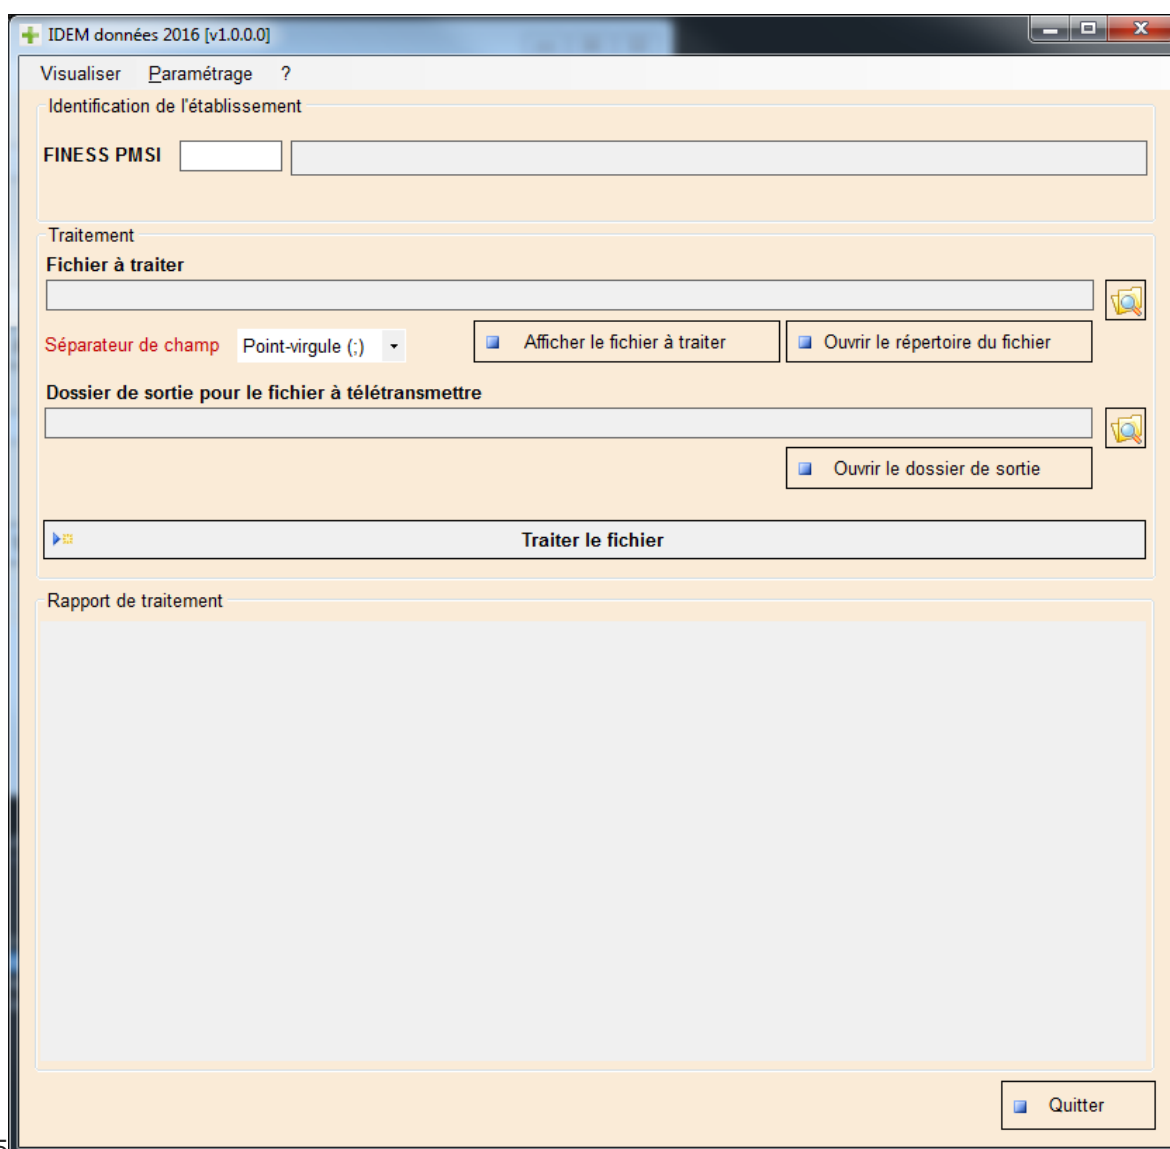 IDEM données 2016 [v1.0.0.0]
Visualiser Paramétrage ?
Identification de l'établissement
FINESS PMSI
Traitement
Fichier à traiter
Séparateur de champ Point-virgule (;) Afficher le fichier à traiter Ouvrir le répertoire du fichier
Dossier de sortie pour le fichier à télétransmettre
Ouvrir le dossier de sortie
Traiter le fichier
Rapport de traitement
Quitter